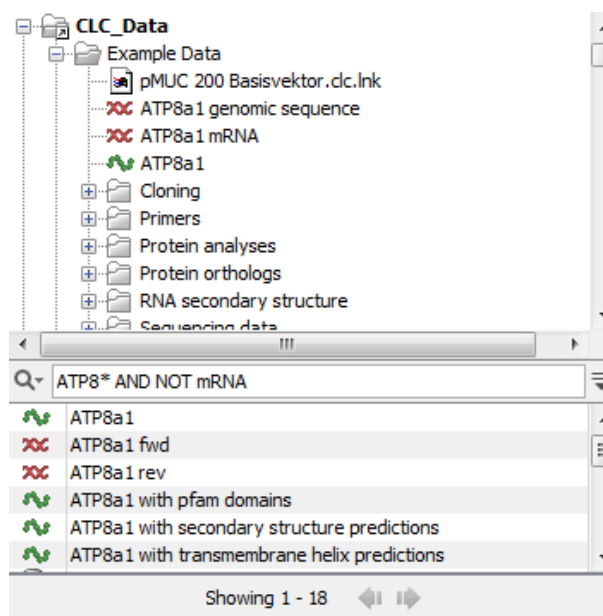 CLC_Data
Example Data
pMUC 200 Basisvektor.clc.lnk
ATP8a1 genomic sequence
ATP8a1 mRNA
ATP8a1
Cloning
Primers
Protein analyses
Protein orthologs
RNA secondary structure
Sequencing data
ATP8* AND NOT mRNA
ATP8a1
ATP8a1 fwd
ATP8a1 rev
ATP8a1 with pfam domains
ATP8a1 with secondary structure predictions
ATP8a1 with transmembrane helix predictions
Showing 1 - 18